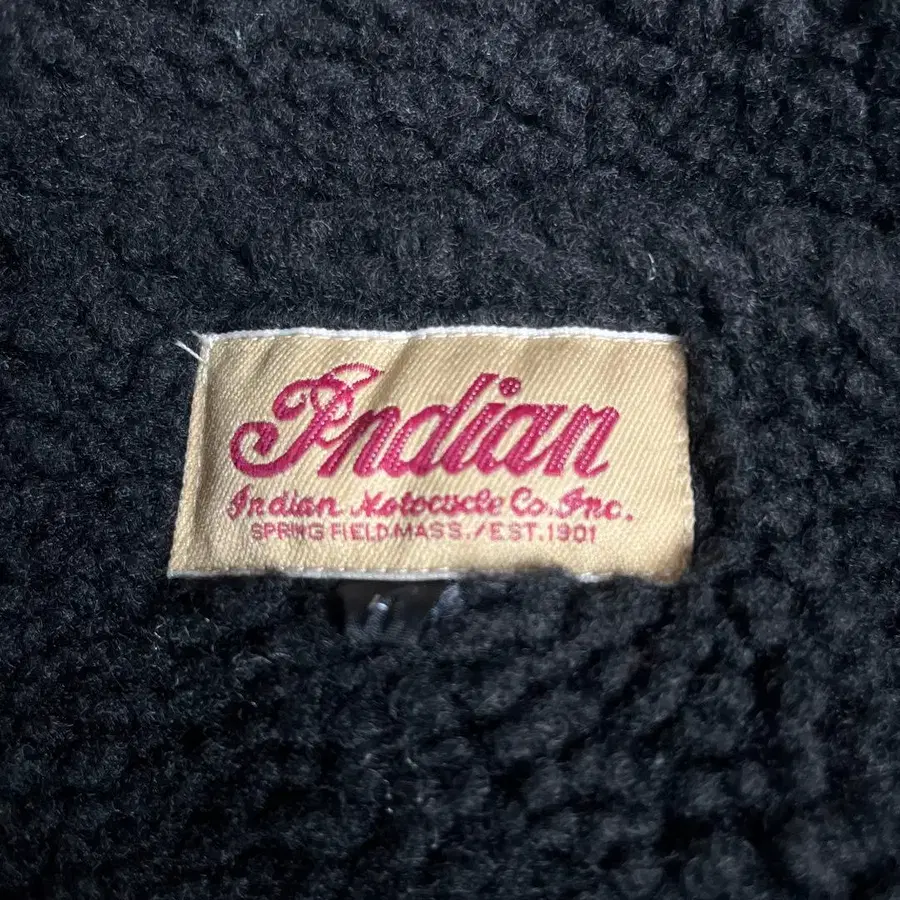 Indian
Indian Motocycle Co. Inc.
SPRING FIELD.MASS./EST.1901